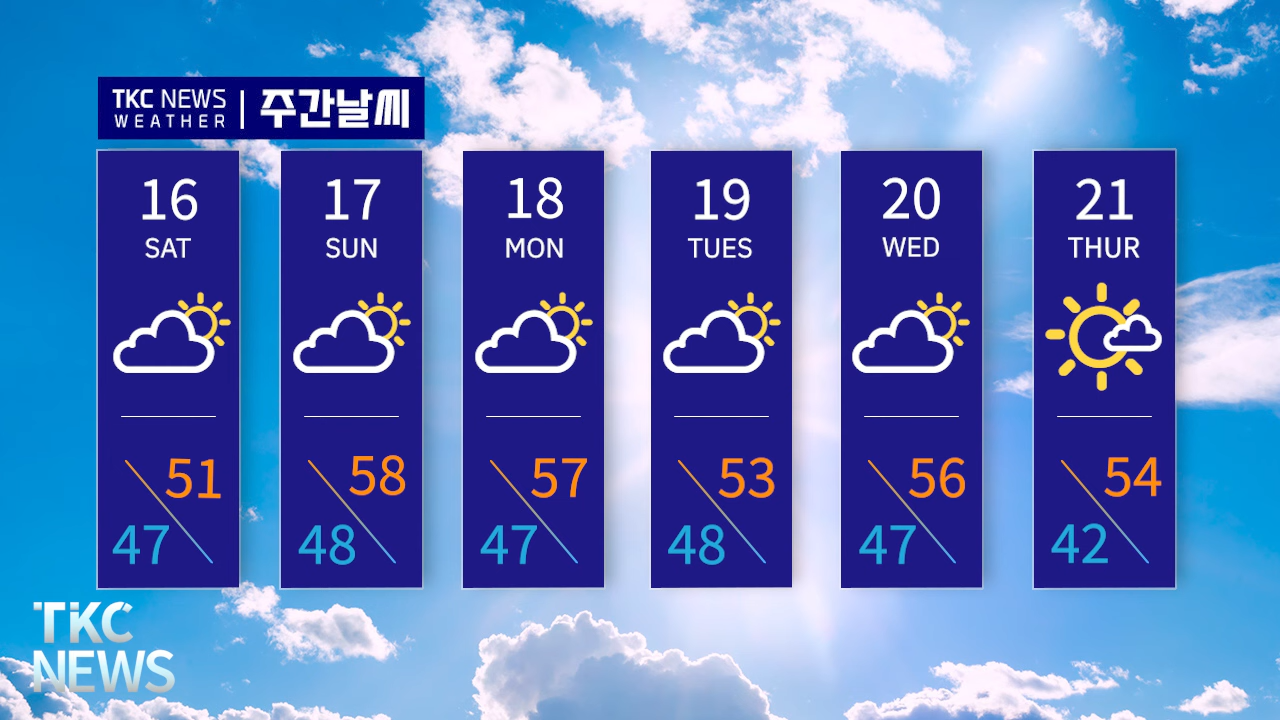 TKC NEWS
WEATHER
주간날씨
16
SAT
51
47
17
SUN
58
48
18
MON
57
47
19
TUES
53
48
20
WED
56
47
21
THUR
54
42
TKC
NEWS